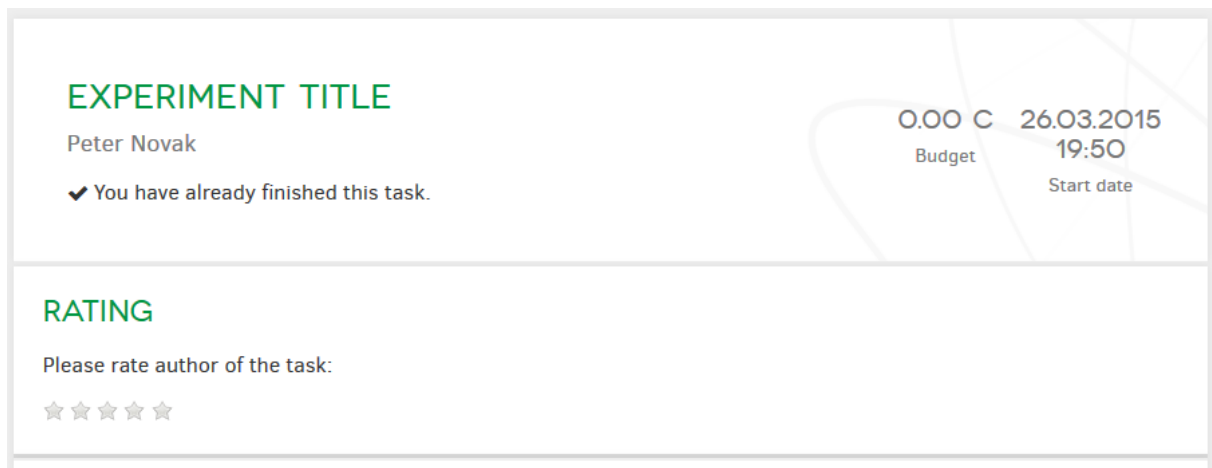 EXPERIMENT TITLE
Peter Novak
✔ You have already finished this task.
0.00 C
Budget
26.03.2015
19:50
Start date
RATING
Please rate author of the task: